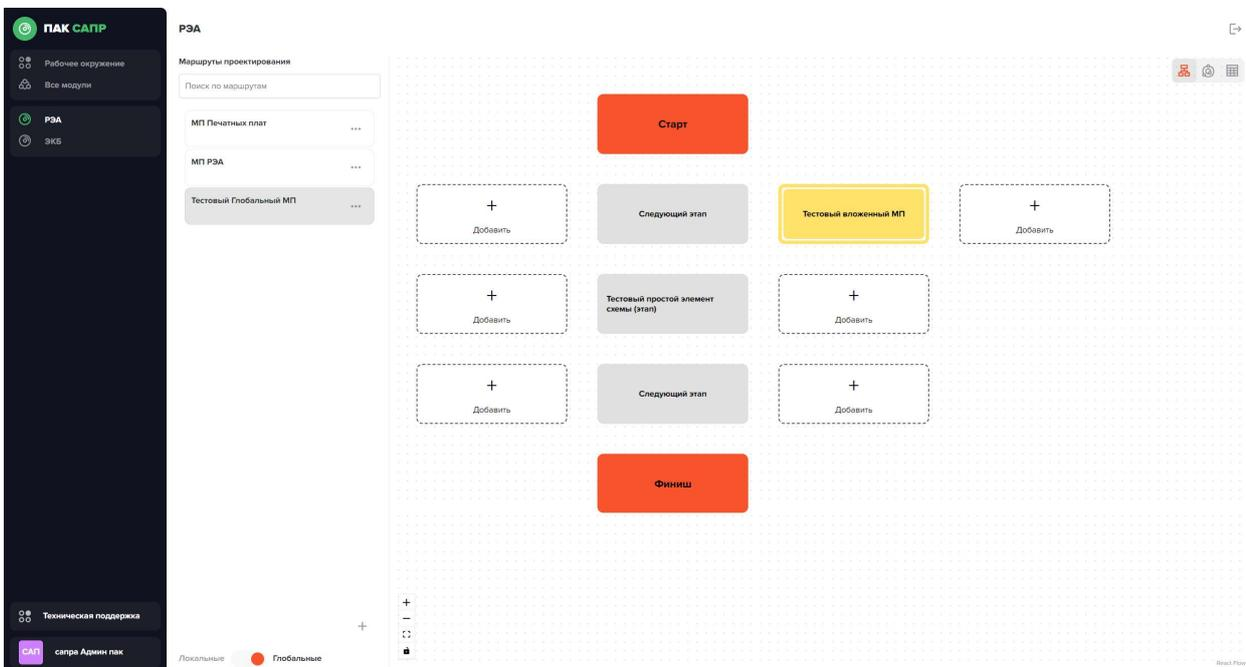 ПАК САПР
Рабочее окружение
Все модули
РЭА
ЭКБ
Техническая поддержка
САП
сапра Админ пак
РЭА
Маршруты проектирования
Поиск по маршрутам
МП Печатных плат
МП РЭА
Тестовый Глобальный МП
Локальные
Глобальные
Старт
Добавить
Следующий этап
Тестовый вложенный МП
Добавить
Добавить
Тестовый простой элемент
схемы (этап)
Добавить
Добавить
Следующий этап
Добавить
Финиш
React Flow